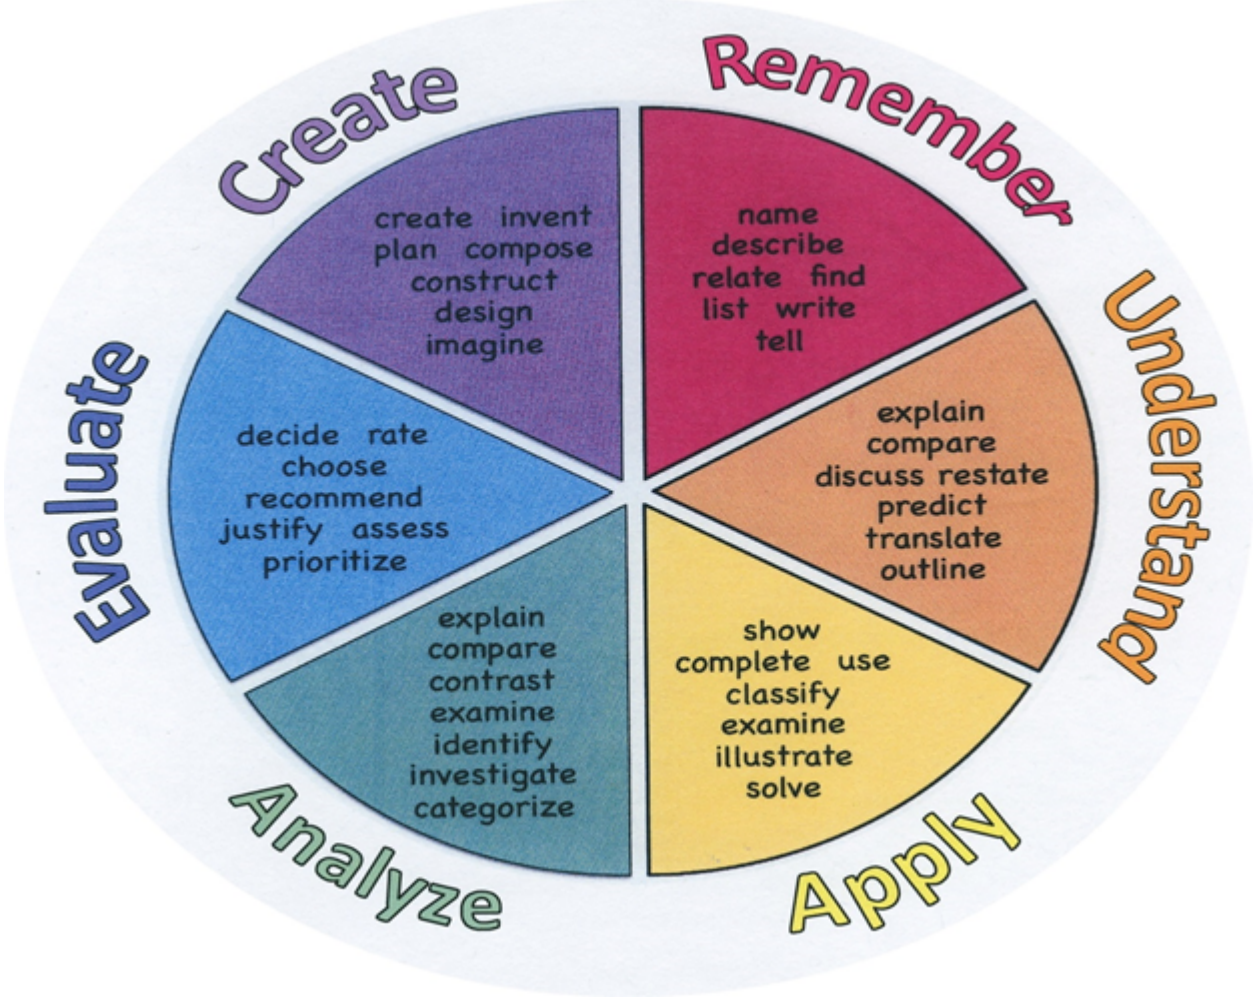 Remember
name
describe
relate find
list write
tell
Understand
explain
compare
discuss restate
predict
translate
outline
Apply
show
complete use
classify
examine
illustrate
solve
Analyze
explain
compare
contrast
examine
identify
investigate
categorize
Evaluate
decide rate
choose
recommend
justify assess
prioritize
Create
create invent
plan compose
construct
design
imagine